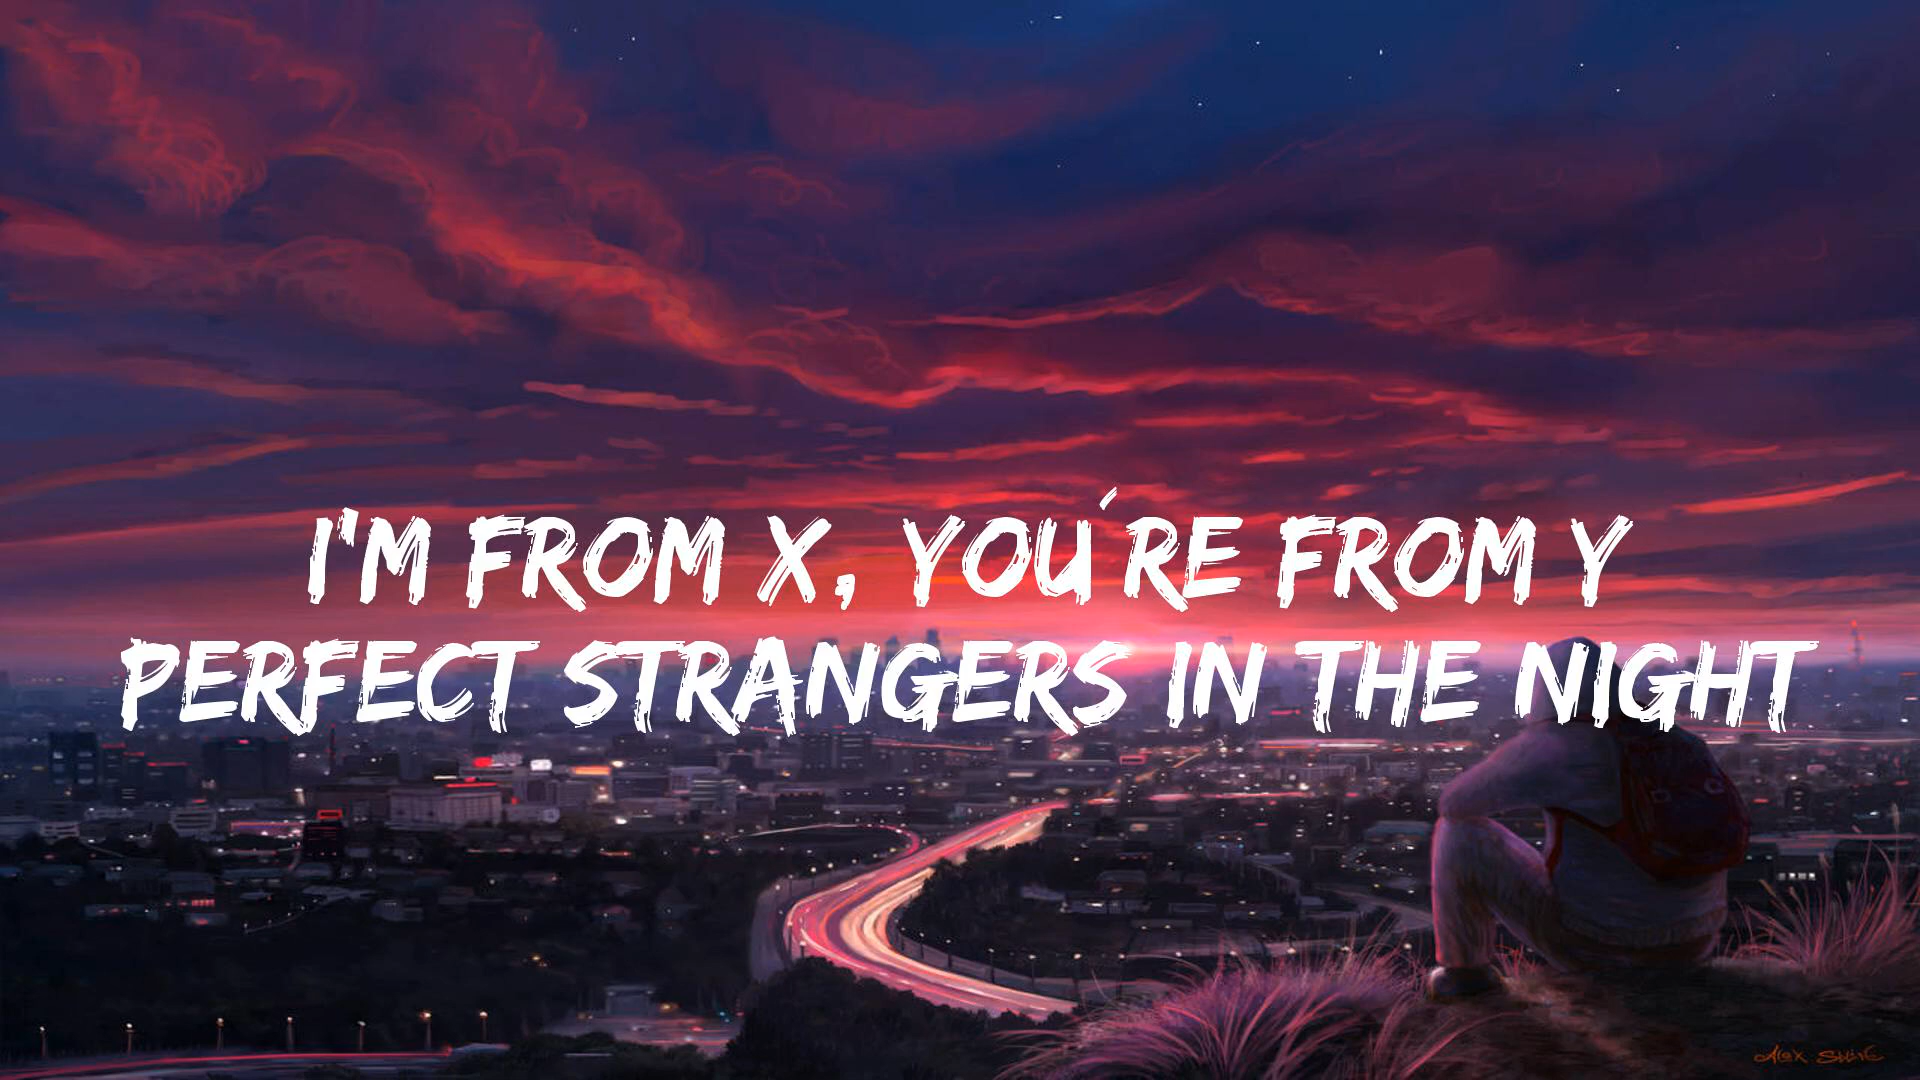 I'M FROM X, YOU´RE FROM Y
PERFECT STRANGERS IN THE NIGHT